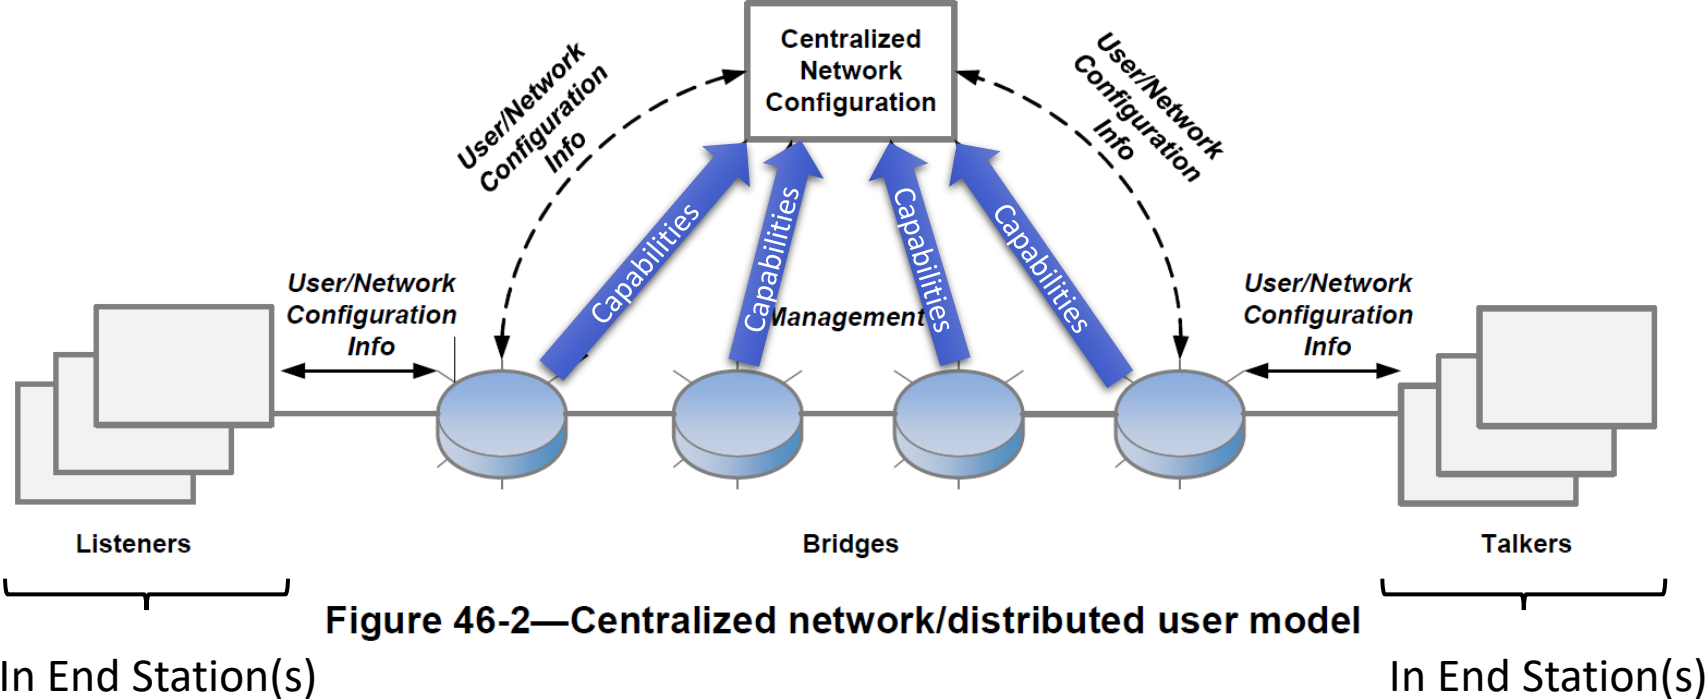 Centralized
Network
Configuration
User/Network
Configuration
Info
User/Network
Configuration
Info
Capabilities
Capabilities
Capabilities
Capabilities
Management
User/Network
Configuration
Info
User/Network
Configuration
Info
Listeners
Bridges
Talkers
Figure 46-2—Centralized network/distributed user model
In End Station(s)
In End Station(s)